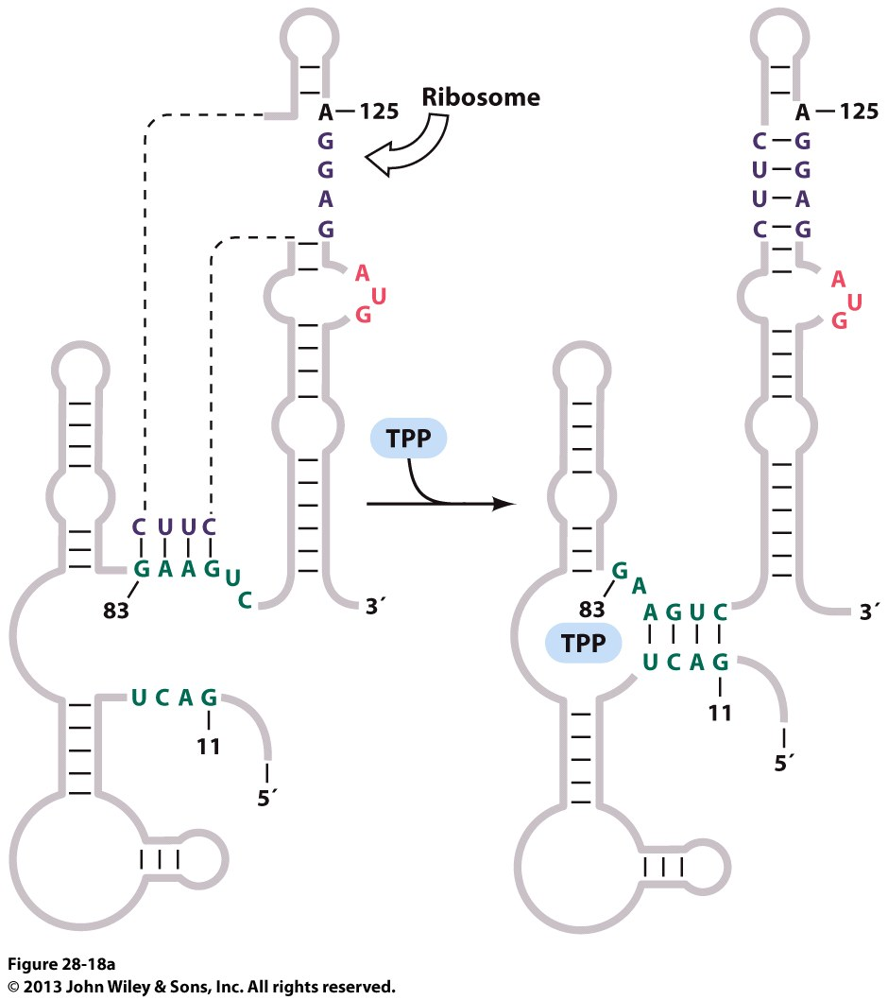 Ribosome
A
125
G
G
A
G
A
U
G
C U U C
G A A G U C
83
3´
U C A G
11
5´
TPP
A
125
C G
U G
U A
C G
A
U
G
G A
83
A G U C
3´
TPP
U C A G
11
5´
Figure 28-18a
© 2013 John Wiley & Sons, Inc. All rights reserved.